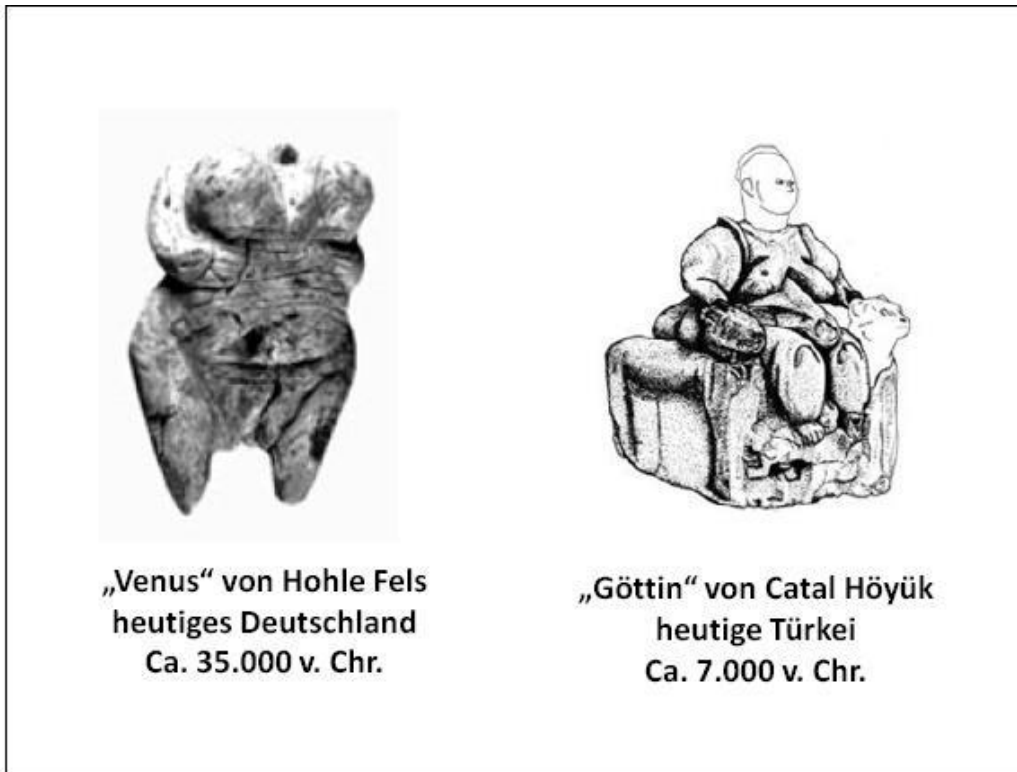 „Venus“ von Hohle Fels
heutiges Deutschland
Ca. 35.000 v. Chr.
„Göttin“ von Catal Höyük
heutige Türkei
Ca. 7.000 v. Chr.